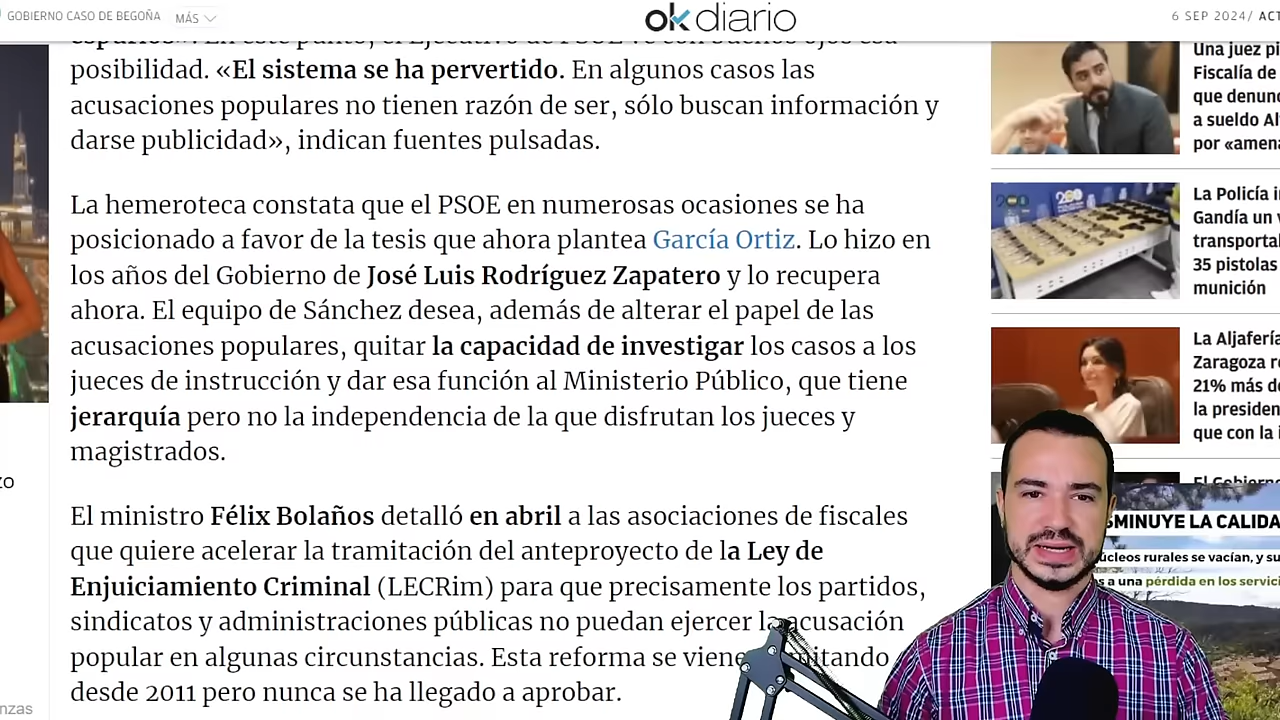 GOBIERNO CASO DE BEGOÑA
MÁS
okdiario
6 SEP 2024/ ACT
posibilidad. «El sistema se ha pervertido. En algunos casos las
acusaciones populares no tienen razón de ser, sólo buscan información y
darse publicidad», indican fuentes pulsadas.
La hemeroteca constata que el PSOE en numerosas ocasiones se ha
posicionado a favor de la tesis que ahora plantea García Ortiz. Lo hizo en
los años del Gobierno de José Luis Rodríguez Zapatero y lo recupera
ahora. El equipo de Sánchez desea, además de alterar el papel de las
acusaciones populares, quitar la capacidad de investigar los casos a los
jueces de instrucción y dar esa función al Ministerio Público, que tiene
jerarquía pero no la independencia de la que disfrutan los jueces y
magistrados.
El ministro Félix Bolaños detalló en abril a las asociaciones de fiscales
que quiere acelerar la tramitación del anteproyecto de la Ley de
Enjuiciamiento Criminal (LECRim) para que precisamente los partidos,
sindicatos y administraciones públicas no puedan ejercer la acusación
popular en algunas circunstancias. Esta reforma se viene
desde 2011 pero nunca se ha llegado a aprobar.
Una juez pi
Fiscalía de
que denunc
a sueldo Al
por «amena
La Policía i
Gandía un v
transportal
35 pistolas
munición
La Aljafería
Zaragoza r
21% más d
la presiden
que con la i
El Gobierno
SMINUYE LA CALIDA
núcleos rurales se vacían, y su
s a una pérdida en los servici
zo
nzas